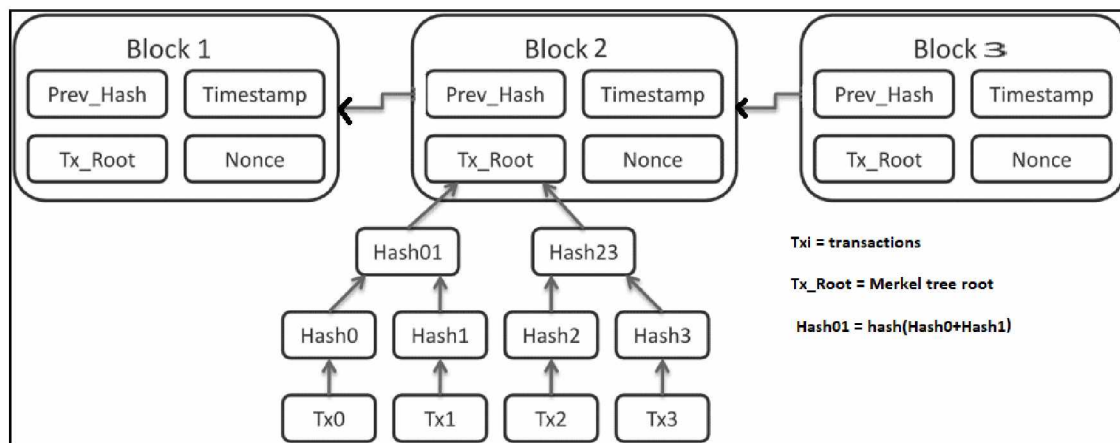 Block 1
Block 2
Block 3
Prev_Hash
Timestamp
Prev_Hash
Timestamp
Prev_Hash
Timestamp
Tx_Root
Nonce
Tx_Root
Nonce
Tx_Root
Nonce
Hash01
Hash23
Txi = transactions
Tx_Root = Merkel tree root
Hash01 = hash(Hash0+Hash1)
Hash0
Hash1
Hash2
Hash3
Tx0
Tx1
Tx2
Tx3